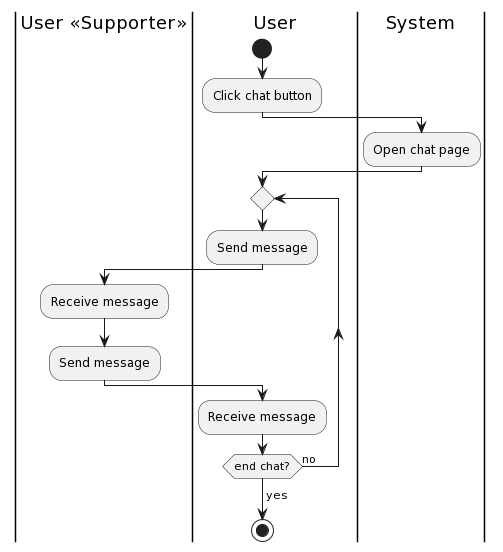 User «Supporter»
User
System
Click chat button
Open chat page
Send message
Receive message
Send message
Receive message
end chat?
no
yes